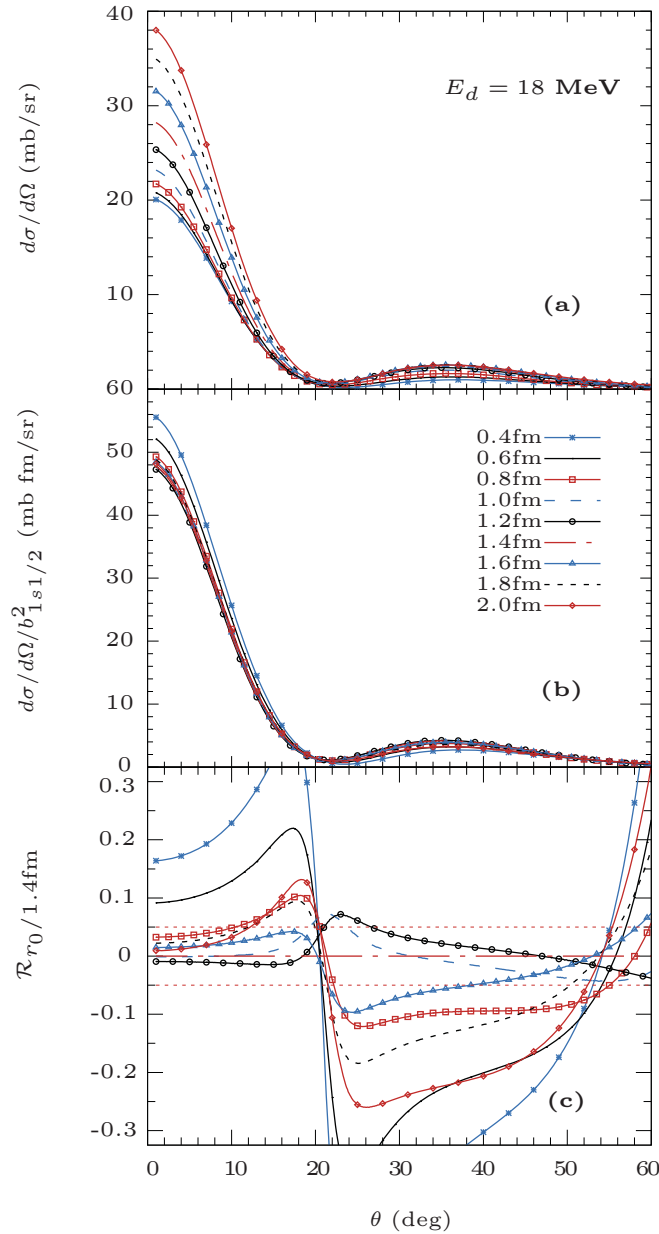 40
30
20
10
dσ/dΩ (mb/sr)
E_d = 18 MeV
(a)
60
50
40
30
20
10
0
dσ/dΩ/b²_{1s1/2} (mb fm/sr)
0.4fm
0.6fm
0.8fm
1.0fm
1.2fm
1.4fm
1.6fm
1.8fm
2.0fm
(b)
0.3
0.2
0.1
0
-0.1
-0.2
-0.3
ℛ_{r_0}/1.4fm
(c)
0 10 20 30 40 50 60
θ (deg)